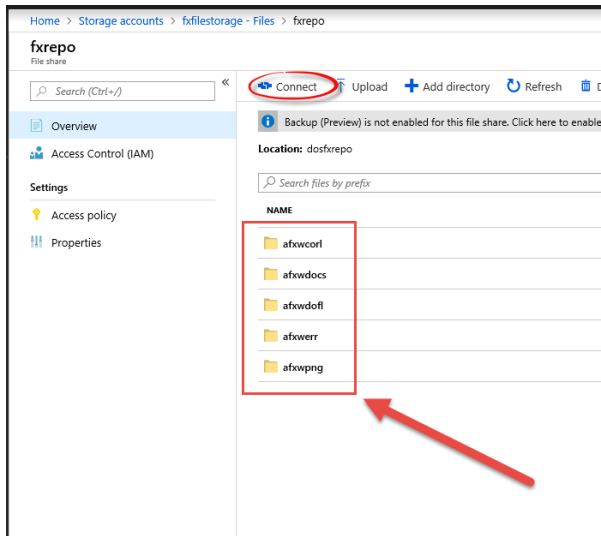 Home > Storage accounts > fxfilestorage - Files > fxrepo
fxrepo
File share
Search (Ctrl+/)
«
Overview
Access Control (IAM)
Settings
Access policy
Properties
Connect Upload Add directory Refresh
Backup (Preview) is not enabled for this file share. Click here to enable
Location: dosfxrepo
Search files by prefix
NAME
afxwcorl
afxwdocs
afxwdofl
afxwerr
afxwpng